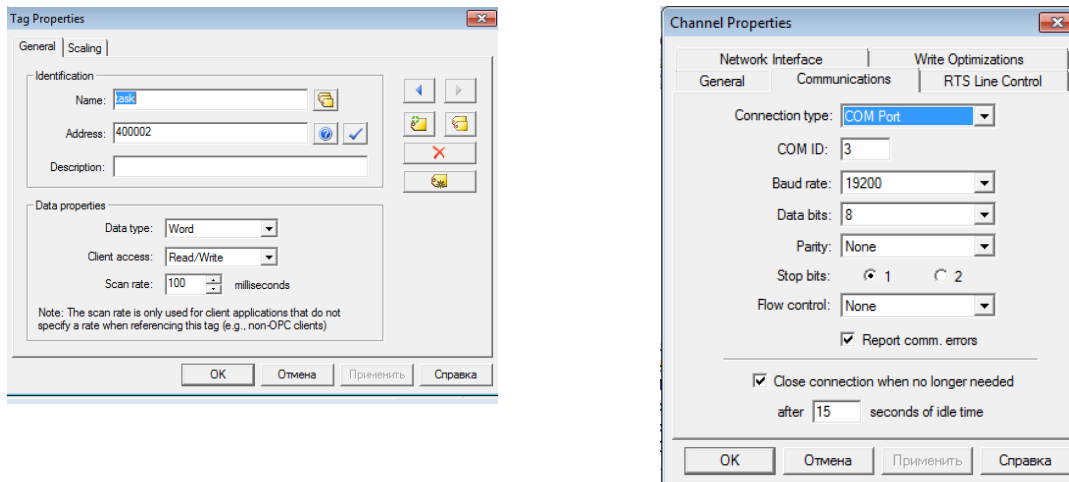 Tag Properties
General
Scaling
Identification
Name: task
Address: 400002
Description:
Data properties
Data type: Word
Client access: Read/Write
Scan rate: 100 milliseconds
Note: The scan rate is only used for client applications that do not
specify a rate when referencing this tag (e.g., non-OPC clients)
OK
Отмена
Применить
Справка
Channel Properties
Network Interface
Write Optimizations
General
Communications
RTS Line Control
Connection type: COM Port
COM ID: 3
Baud rate: 19200
Data bits: 8
Parity: None
Stop bits: 1 2
Flow control: None
Report comm. errors
Close connection when no longer needed
after 15 seconds of idle time
OK
Отмена
Применить
Справка